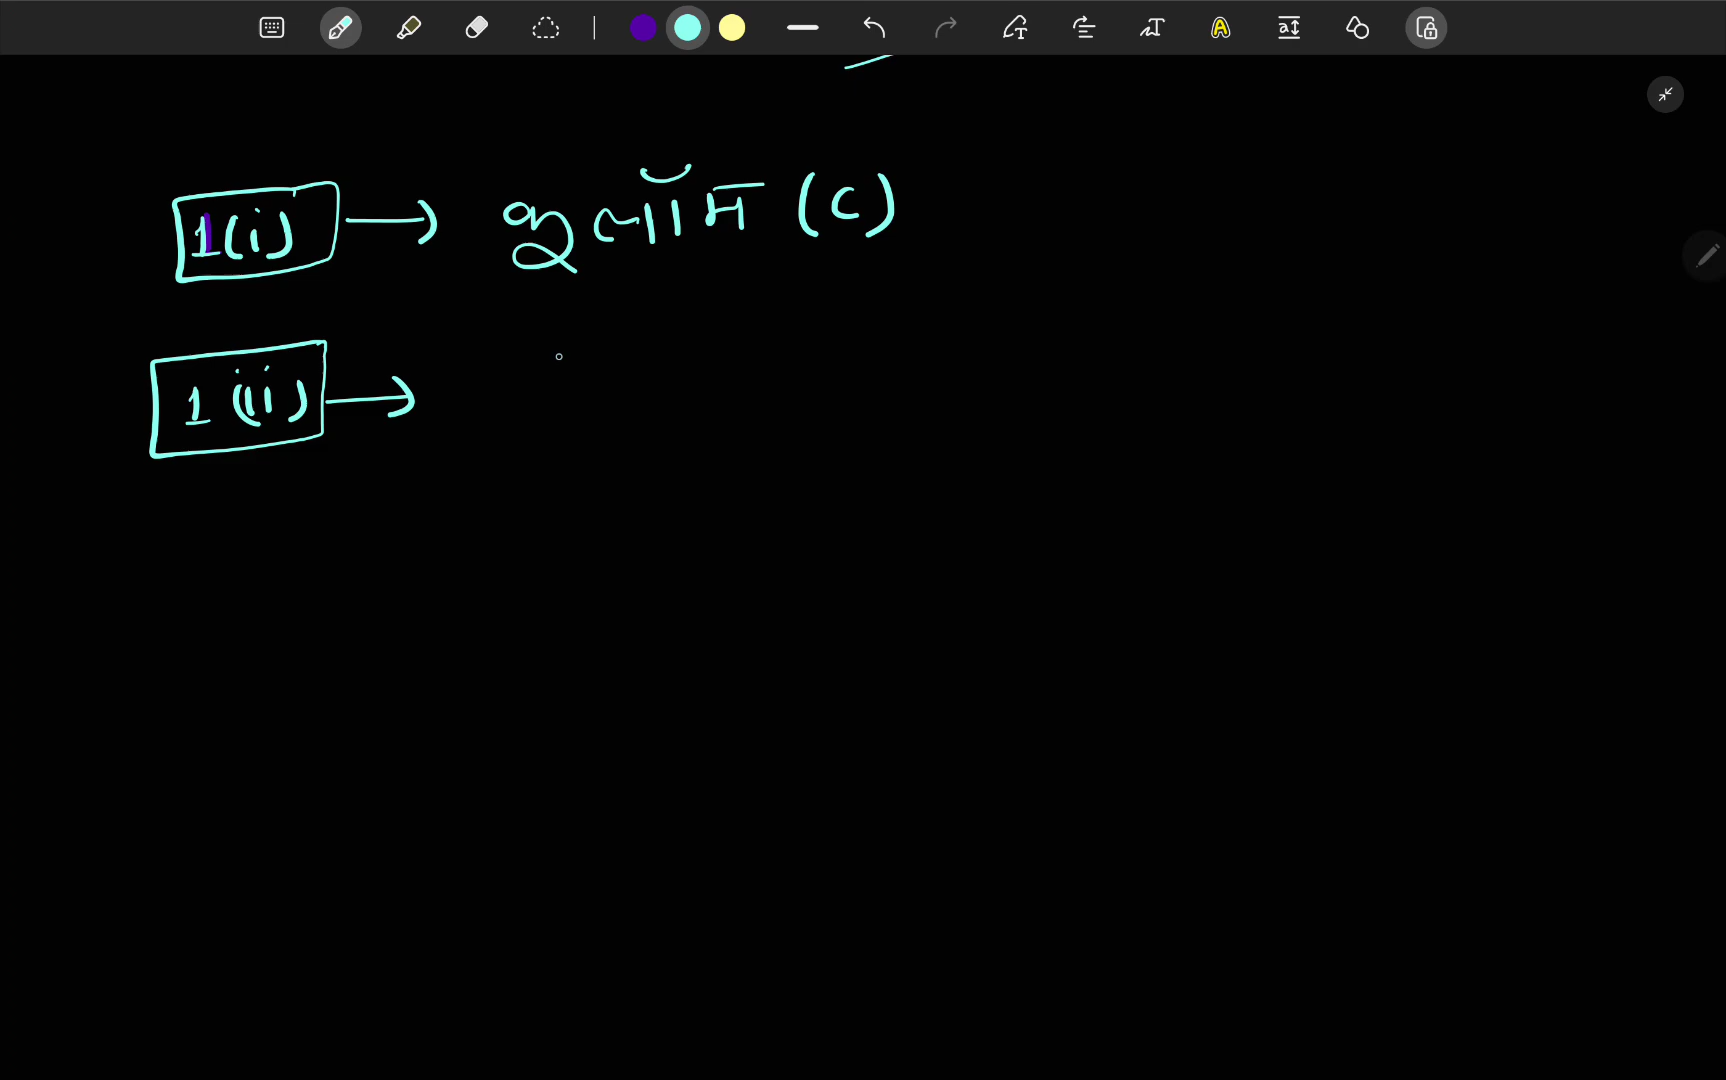 1(i) → (C)
1 (ii) →